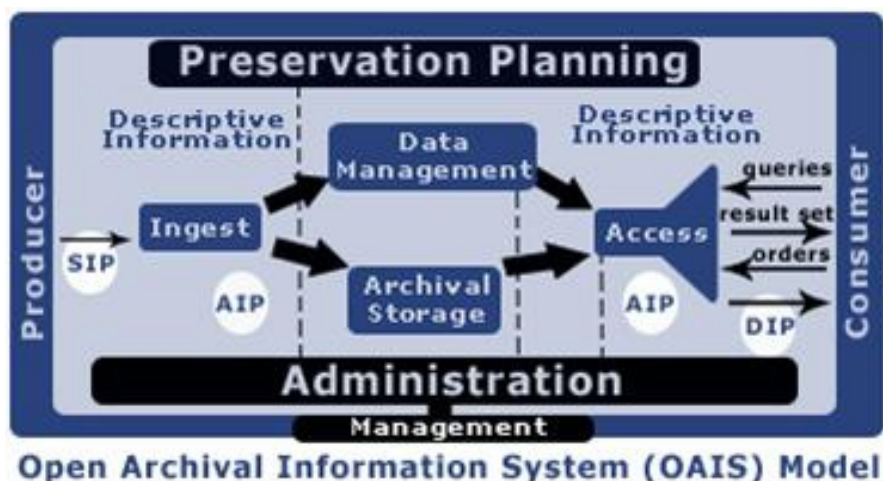 Preservation Planning
Descriptive
Information
Data
Management
Descriptive
Information
Producer
SIP
Ingest
AIP
Archival
Storage
Access
AIP
queries
result set
orders
DIP
Consumer
Administration
Management
Open Archival Information System (OAIS) Model